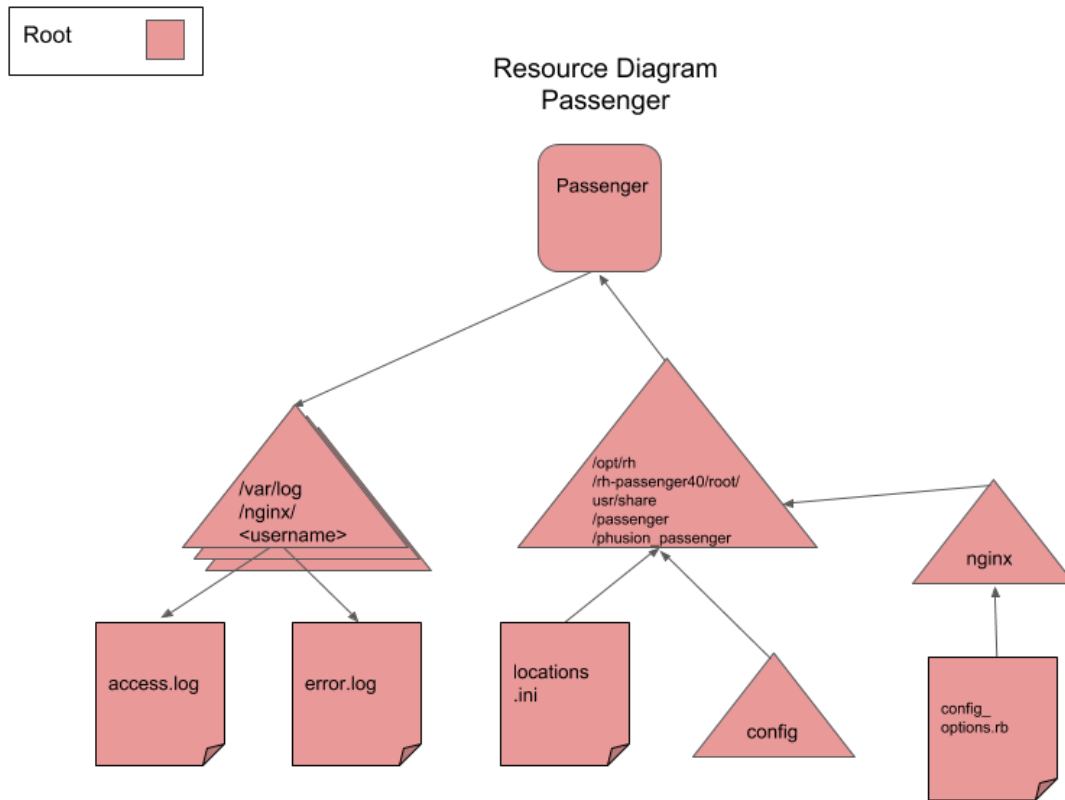 Root
Resource Diagram
Passenger
Passenger
/var/log
/nginx/
<username>
/opt/rh
/rh-passenger40/root/
usr/share
/passenger
/phusion_passenger
nginx
access.log
error.log
locations
.ini
config
config_
options.rb